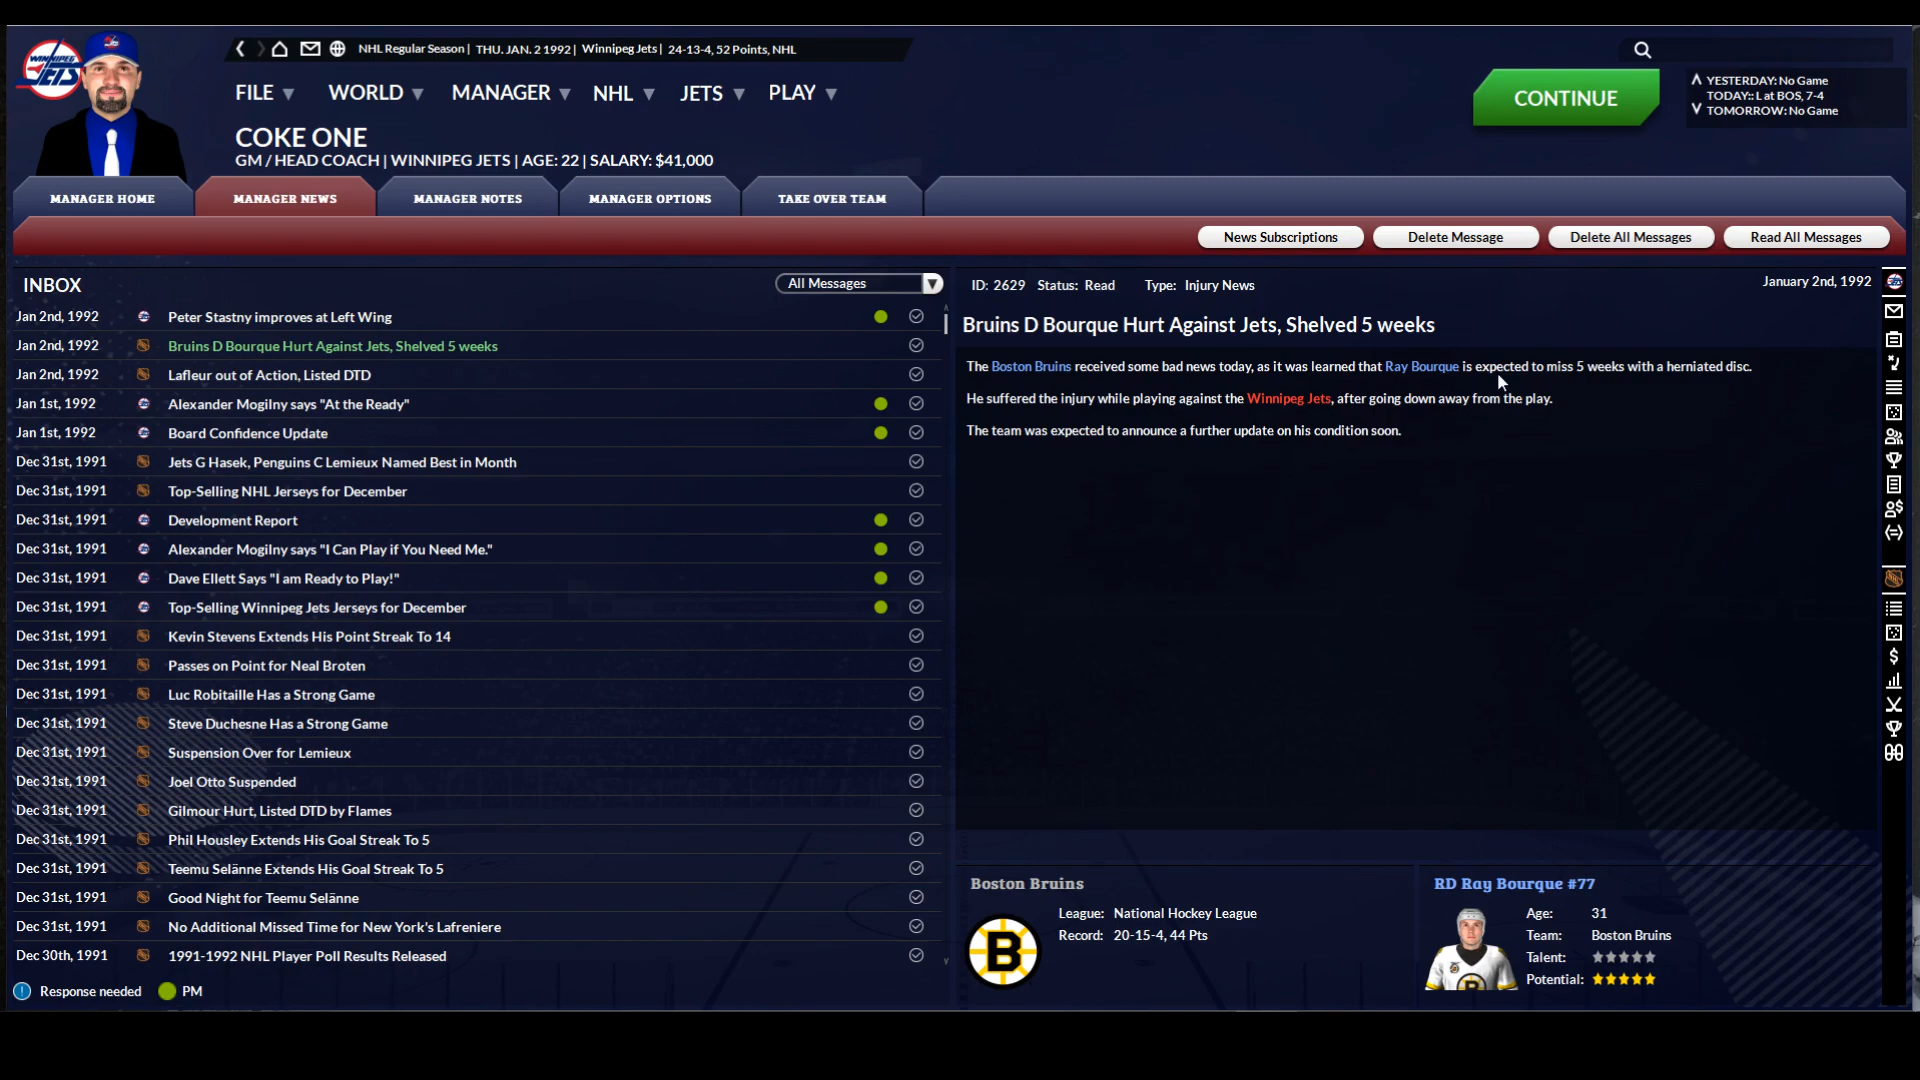 NHL Regular Season | THU. JAN. 2 1992 | Winnipeg Jets | 24-13-4, 52 Points, NHL
FILE WORLD MANAGER NHL JETS PLAY
COKE ONE
GM / HEAD COACH | WINNIPEG JETS | AGE: 22 | SALARY: $41,000
CONTINUE
YESTERDAY: No Game
TODAY:: L at BOS, 7-4
TOMORROW: No Game
MANAGER HOME MANAGER NEWS MANAGER NOTES MANAGER OPTIONS TAKE OVER TEAM
News Subscriptions Delete Message Delete All Messages Read All Messages
INBOX All Messages
Jan 2nd, 1992 Peter Stastny improves at Left Wing
Jan 2nd, 1992 Bruins D Bourque Hurt Against Jets, Shelved 5 weeks
Jan 2nd, 1992 Lafleur out of Action, Listed DTD
Jan 1st, 1992 Alexander Mogilny says "At the Ready"
Jan 1st, 1992 Board Confidence Update
Dec 31st, 1991 Jets G Hasek, Penguins C Lemieux Named Best in Month
Dec 31st, 1991 Top-Selling NHL Jerseys for December
Dec 31st, 1991 Development Report
Dec 31st, 1991 Alexander Mogilny says "I Can Play if You Need Me."
Dec 31st, 1991 Dave Ellett Says "I am Ready to Play!"
Dec 31st, 1991 Top-Selling Winnipeg Jets Jerseys for December
Dec 31st, 1991 Kevin Stevens Extends His Point Streak To 14
Dec 31st, 1991 Passes on Point for Neal Broten
Dec 31st, 1991 Luc Robitaille Has a Strong Game
Dec 31st, 1991 Steve Duchesne Has a Strong Game
Dec 31st, 1991 Suspension Over for Lemieux
Dec 31st, 1991 Joel Otto Suspended
Dec 31st, 1991 Gilmour Hurt, Listed DTD by Flames
Dec 31st, 1991 Phil Housley Extends His Goal Streak To 5
Dec 31st, 1991 Teemu Selänne Extends His Goal Streak To 5
Dec 31st, 1991 Good Night for Teemu Selänne
Dec 31st, 1991 No Additional Missed Time for New York's Lafreniere
Dec 30th, 1991 1991-1992 NHL Player Poll Results Released
Response needed PM
ID: 2629 Status: Read Type: Injury News January 2nd, 1992
Bruins D Bourque Hurt Against Jets, Shelved 5 weeks
The Boston Bruins received some bad news today, as it was learned that Ray Bourque is expected to miss 5 weeks with a herniated disc.
He suffered the injury while playing against the Winnipeg Jets, after going down away from the play.
The team was expected to announce a further update on his condition soon.
Boston Bruins
League: National Hockey League
Record: 20-15-4, 44 Pts
RD Ray Bourque #77
Age: 31
Team: Boston Bruins
Talent:
Potential: